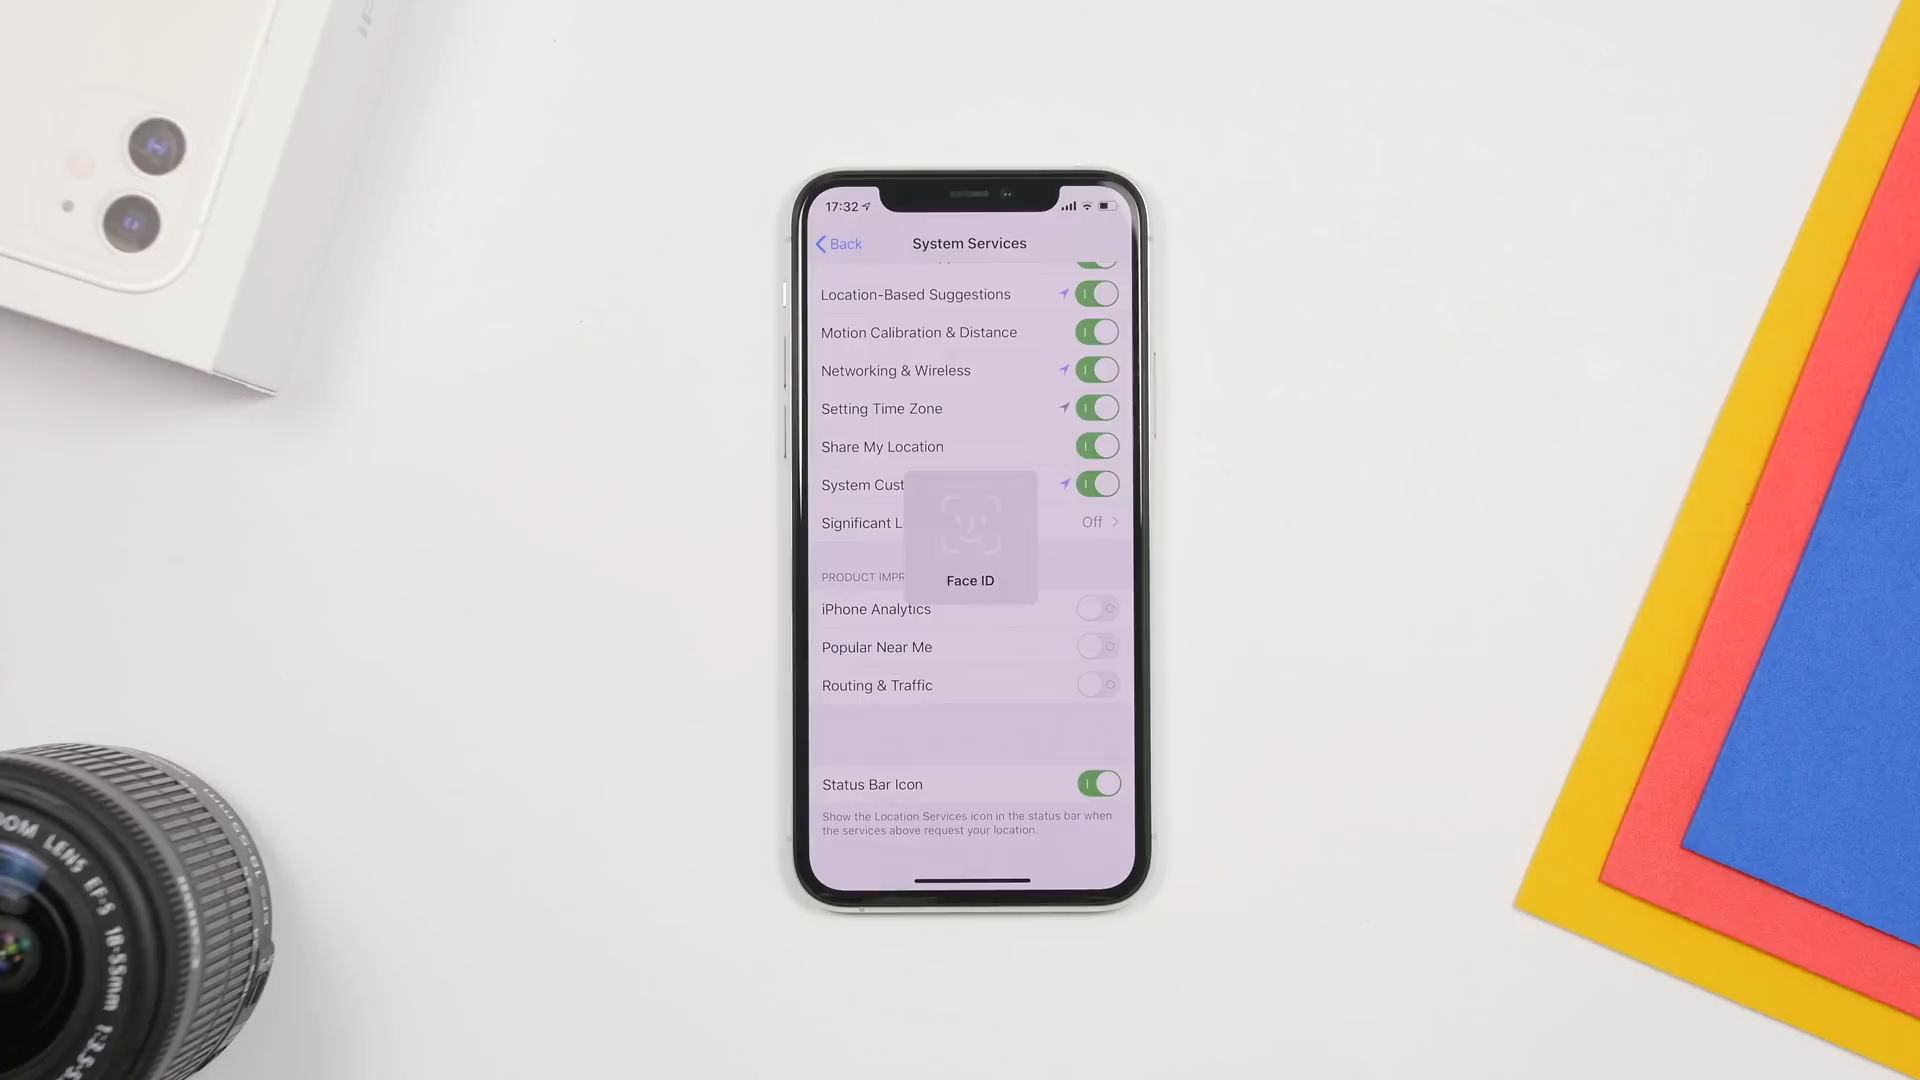 17:32
Back
System Services
Location-Based Suggestions
Motion Calibration & Distance
Networking & Wireless
Setting Time Zone
Share My Location
System Cust
Significant L
Off
Face ID
PRODUCT IMPR
iPhone Analytics
Popular Near Me
Routing & Traffic
Status Bar Icon
Show the Location Services icon in the status bar when
the services above request your location.
LENS EF-S 18-55mm